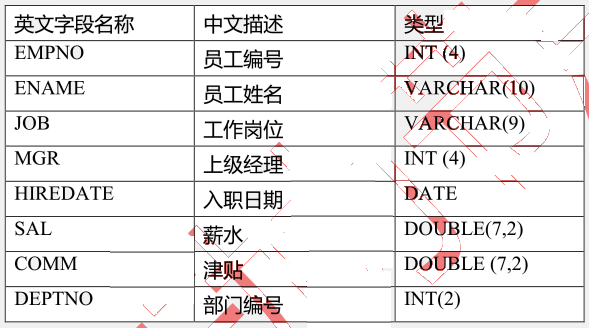 英文字段名称 中文描述 类型
EMPNO 员工编号 INT (4)
ENAME 员工姓名 VARCHAR(10)
JOB 工作岗位 VARCHAR(9)
MGR 上级经理 INT (4)
HIREDATE 入职日期 DATE
SAL 薪水 DOUBLE(7,2)
COMM 津贴 DOUBLE (7,2)
DEPTNO 部门编号 INT(2)